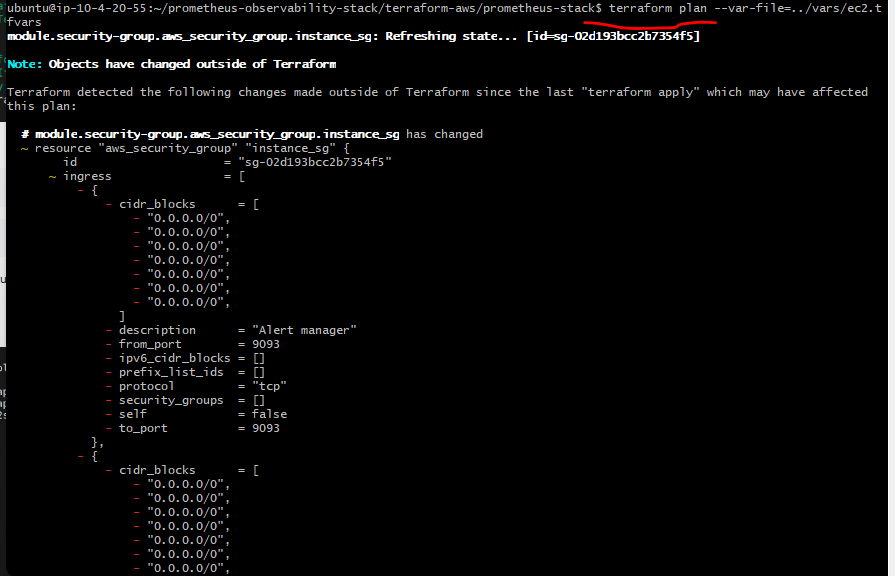 ubuntu@ip-10-4-20-55:~/prometheus-observability-stack/terraform-aws/prometheus-stack$ terraform plan --var-file=../vars/ec2.t
fvars
module.security-group.aws_security_group.instance_sg: Refreshing state... [id=sg-02d193bcc2b7354f5]
Note: Objects have changed outside of Terraform
Terraform detected the following changes made outside of Terraform since the last "terraform apply" which may have affected
this plan:
# module.security-group.aws_security_group.instance_sg has changed
~ resource "aws_security_group" "instance_sg" {
id = "sg-02d193bcc2b7354f5"
~ ingress = [
- {
- cidr_blocks = [
- "0.0.0.0/0",
- "0.0.0.0/0",
- "0.0.0.0/0",
- "0.0.0.0/0",
- "0.0.0.0/0",
- "0.0.0.0/0",
- "0.0.0.0/0",
]
- description = "Alert manager"
- from_port = 9093
- ipv6_cidr_blocks = []
- prefix_list_ids = []
- protocol = "tcp"
- security_groups = []
- self = false
- to_port = 9093
},
- {
- cidr_blocks = [
- "0.0.0.0/0",
- "0.0.0.0/0",
- "0.0.0.0/0",
- "0.0.0.0/0",
- "0.0.0.0/0",
- "0.0.0.0/0",
- "0.0.0.0/0",